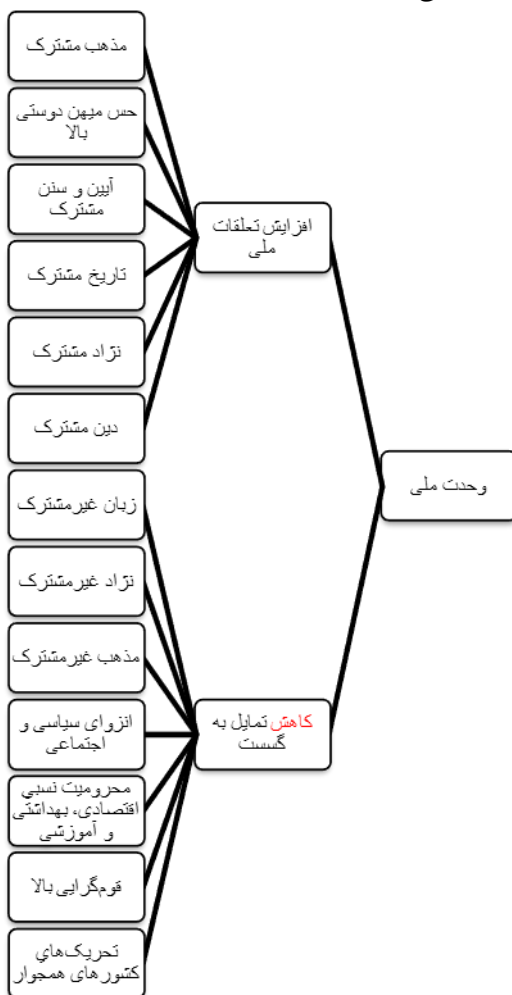 وحدت ملی
افزایش تعلقات
ملی
مذهب مشترک
حس میهن دوستی
بالا
آیین و سنن
مشترک
تاریخ مشترک
نژاد مشترک
دین مشترک
کاهش تمایل به
گسست
زبان غیرمشترک
نژاد غیرمشترک
مذهب غیرمشترک
انزوای سیاسی و
اجتماعی
محرومیت نسبی
اقتصادی، بهداشتی
و آموزشی
قوم‌گرایی بالا
تحریک‌های
کشورهای همجوار